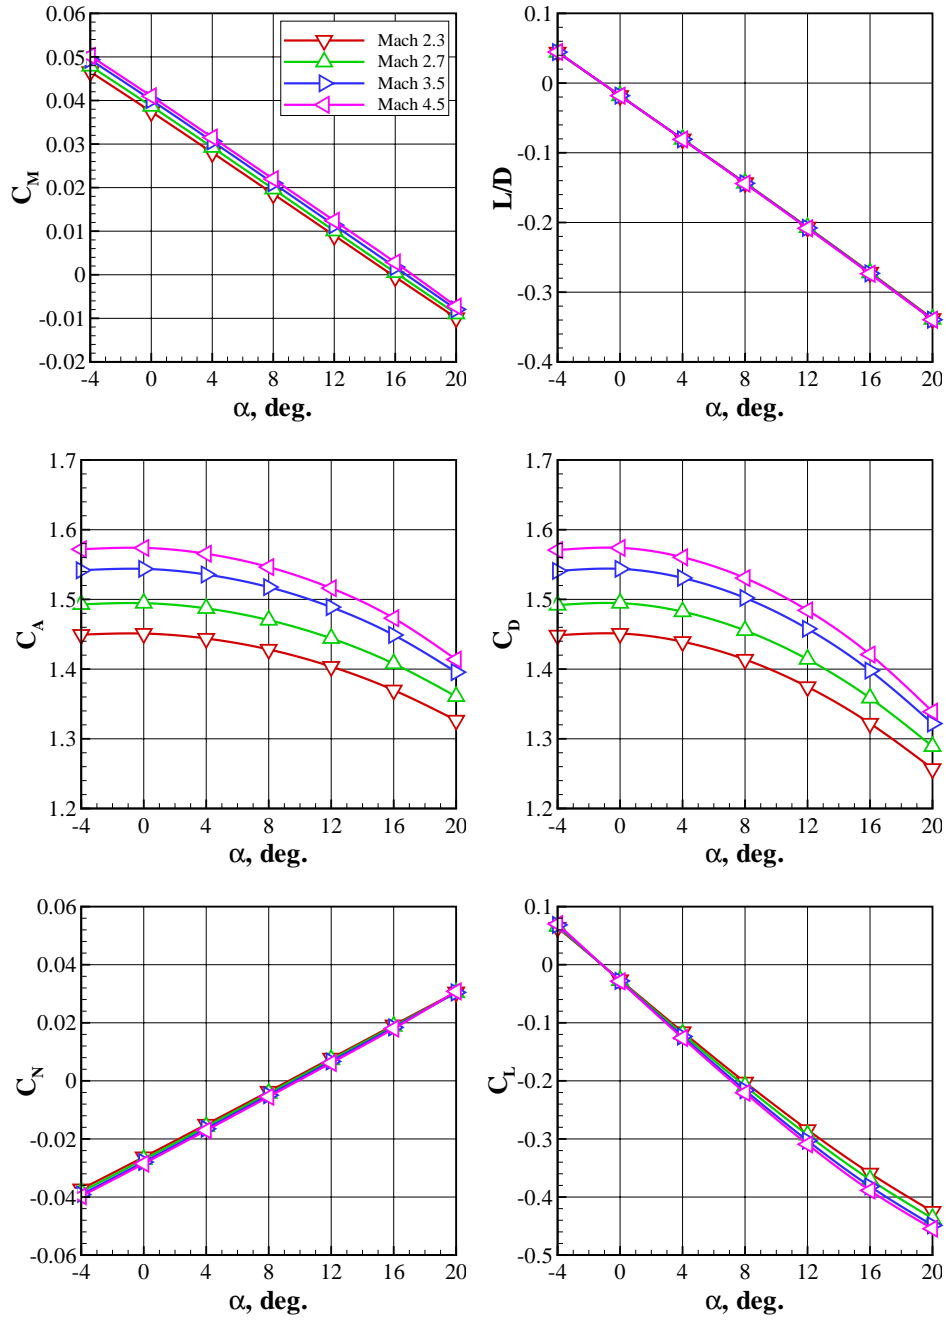 0.06
0.05
0.04
0.03
0.02
0.01
0
-0.01
-0.02
C_M
Mach 2.3
Mach 2.7
Mach 3.5
Mach 4.5
-4 0 4 8 12 16 20
α, deg.
0.1
0
-0.1
-0.2
-0.3
-0.4
L/D
-4 0 4 8 12 16 20
α, deg.
1.7
1.6
1.5
1.4
1.3
1.2
C_A
-4 0 4 8 12 16 20
α, deg.
1.7
1.6
1.5
1.4
1.3
1.2
C_D
-4 0 4 8 12 16 20
α, deg.
0.06
0.04
0.02
0
-0.02
-0.04
-0.06
C_N
-4 0 4 8 12 16 20
α, deg.
0.1
0
-0.1
-0.2
-0.3
-0.4
-0.5
C_L
-4 0 4 8 12 16 20
α, deg.